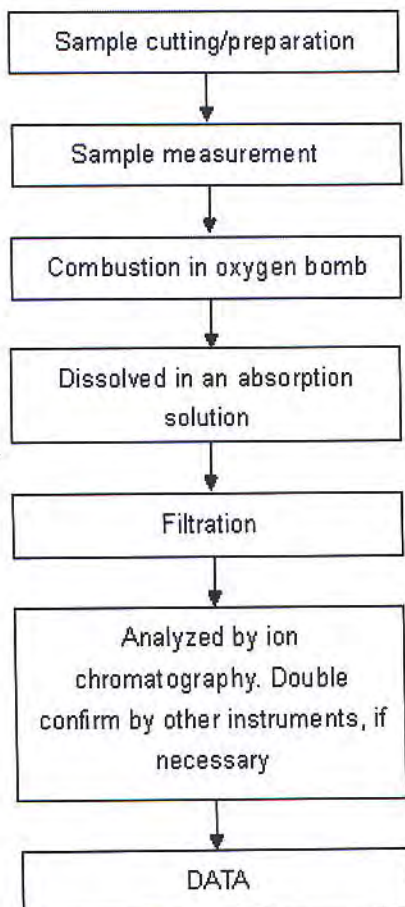 Sample cutting/preparation
Sample measurement
Combustion in oxygen bomb
Dissolved in an absorption
solution
Filtration
Analyzed by ion
chromatography. Double
confirm by other instruments, if
necessary
DATA